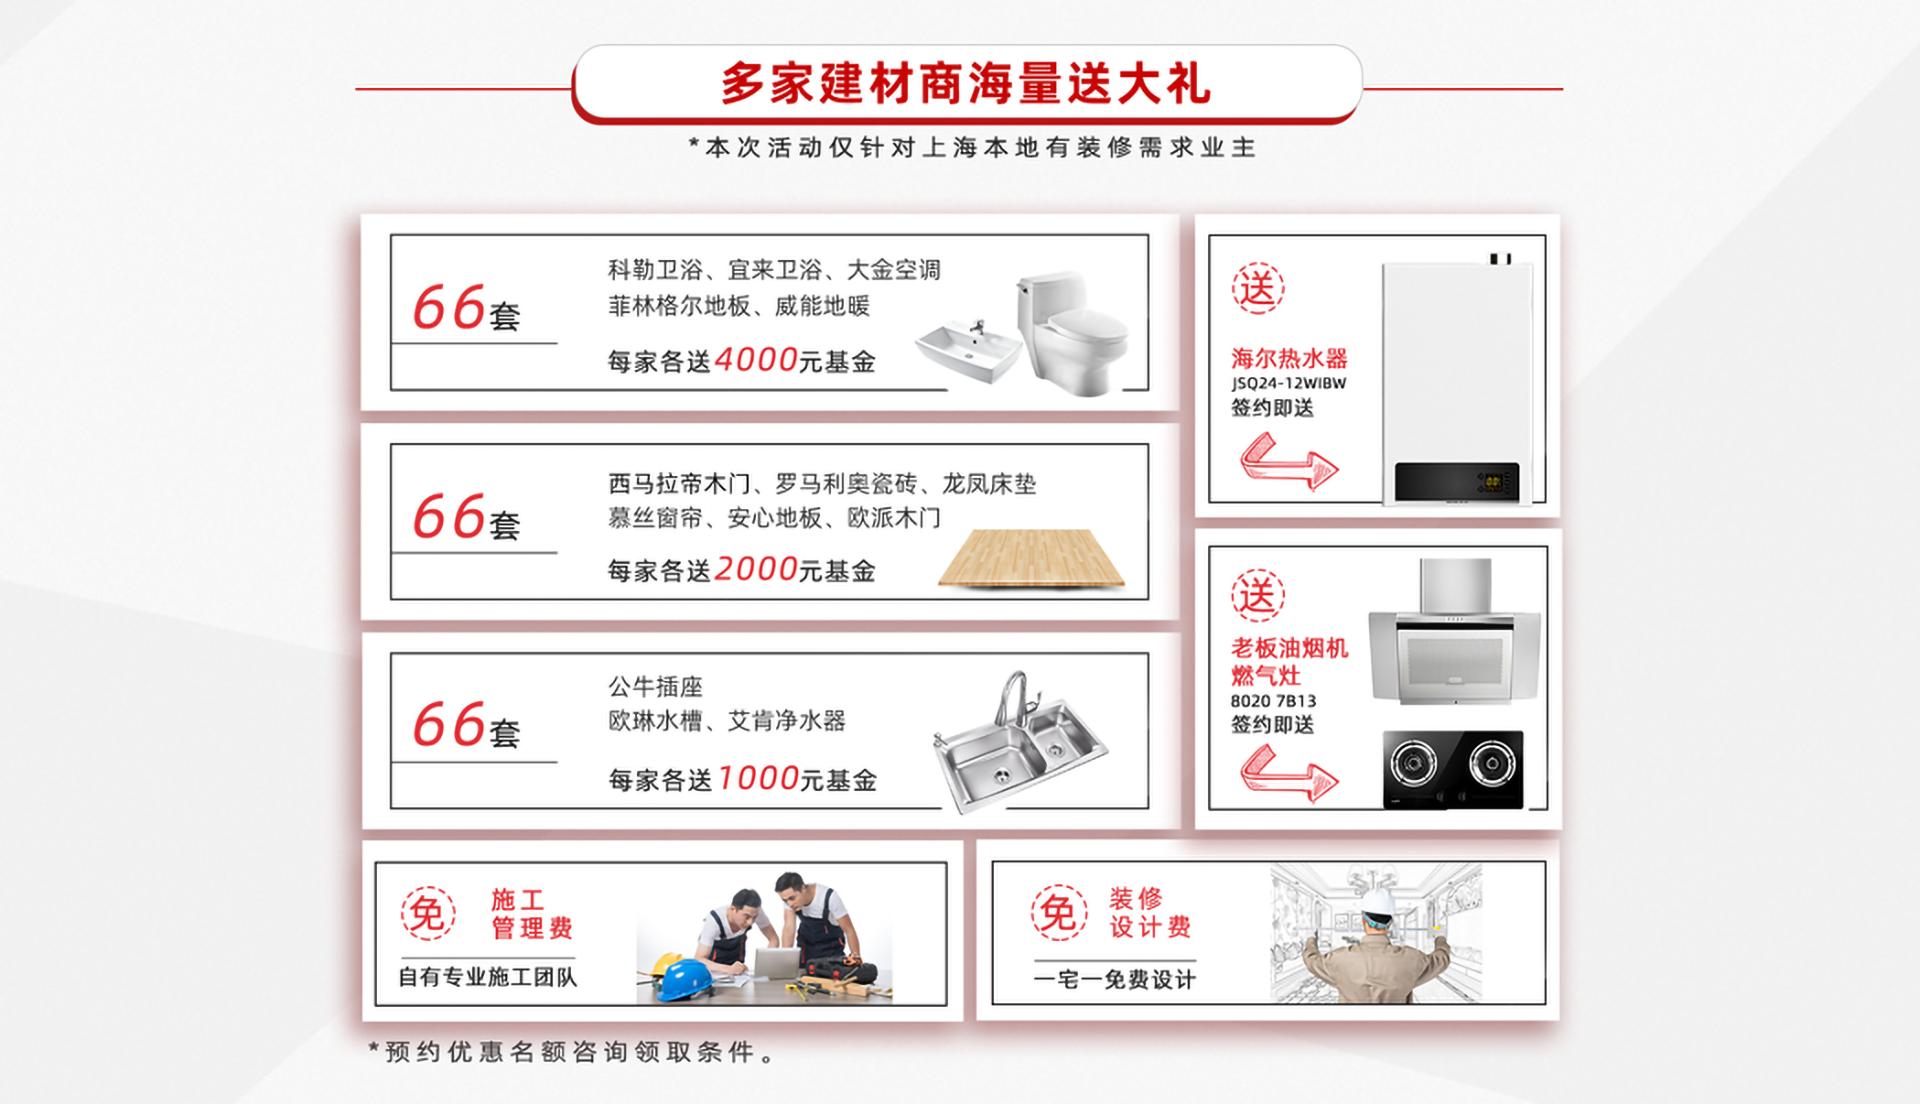 多家建材商海量送大礼
*本次活动仅针对上海本地有装修需求业主
66套
科勒卫浴、宜来卫浴、大金空调
菲林格尔地板、威能地暖
每家各送4000元基金
66套
西马拉帝木门、罗马利奥瓷砖、龙凤床垫
慕丝窗帘、安心地板、欧派木门
每家各送2000元基金
66套
公牛插座
欧琳水槽、艾肯净水器
每家各送1000元基金
送
海尔热水器
JSQ24-12WIBW
签约即送
送
老板油烟机
燃气灶
8020 7B13
签约即送
免
施工
管理费
自有专业施工团队
免
装修
设计费
一宅一免费设计
*预约优惠名额咨询领取条件。